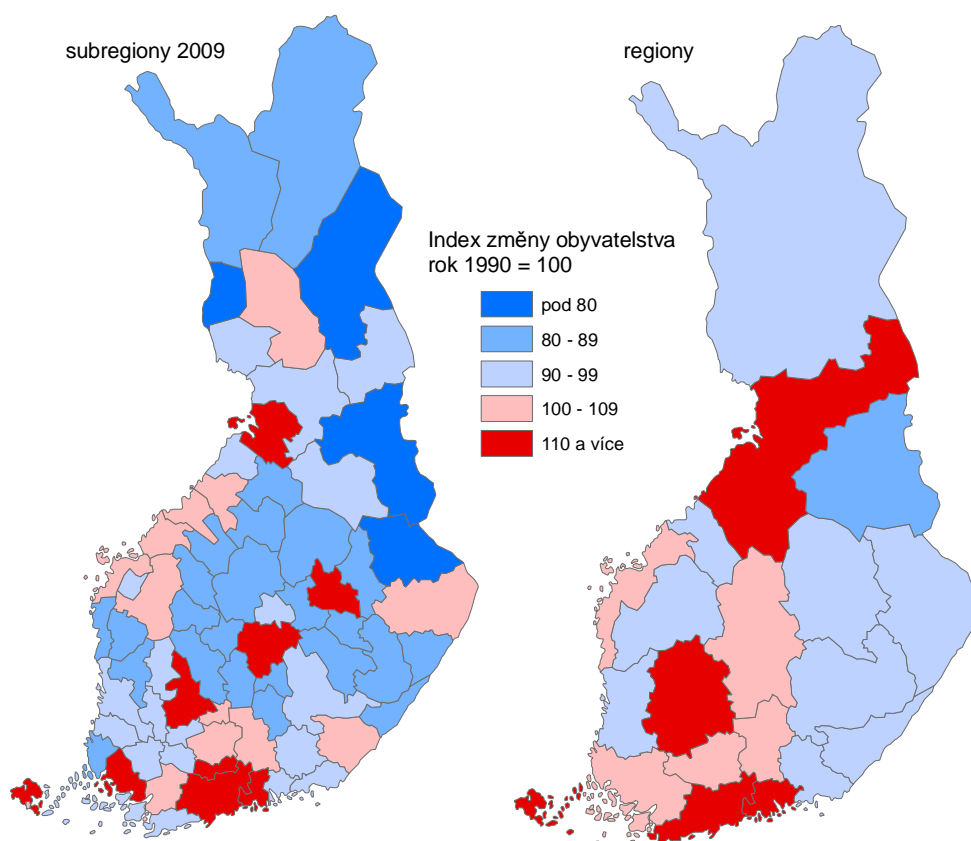 subregiony 2009
regiony
Index změny obyvatelstva
rok 1990 = 100
pod 80
80 - 89
90 - 99
100 - 109
110 a více